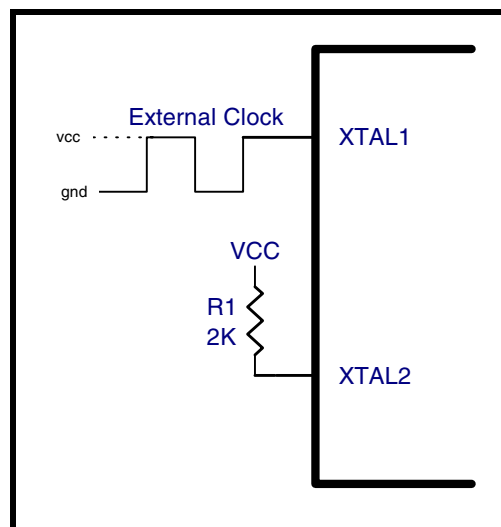 External Clock
vcc
XTAL1
gnd
VCC
R1
2K
XTAL2